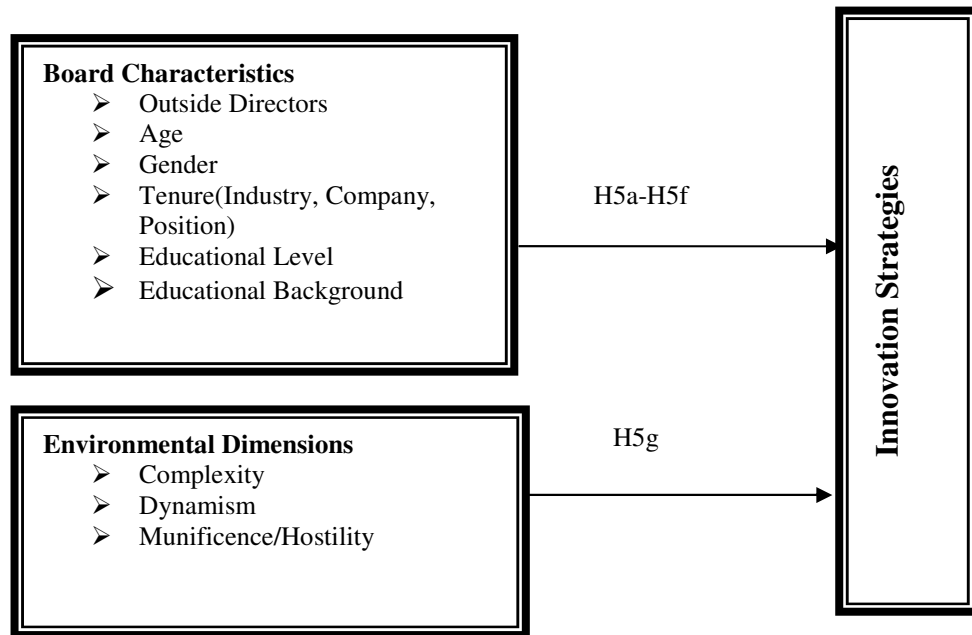 Board Characteristics
➢ Outside Directors
➢ Age
➢ Gender
➢ Tenure(Industry, Company,
Position)
➢ Educational Level
➢ Educational Background
H5a-H5f
Environmental Dimensions
➢ Complexity
➢ Dynamism
➢ Munificence/Hostility
H5g
Innovation Strategies